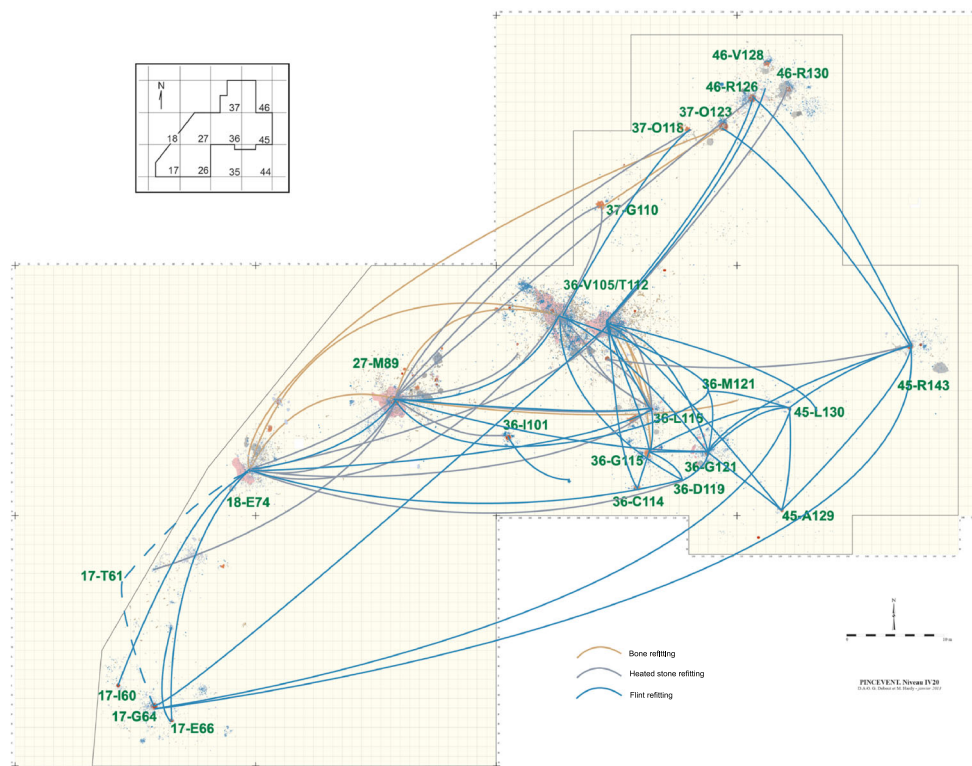 N
37
46
18
27
36
45
17
26
35
44
46-V128
46-R130
46-R126
37-O123
37-O118
37-G110
36-V105/T112
27-M89
36-M121
45-R143
45-L130
36-L115
36-I101
36-G115
36-G121
36-D119
18-E74
36-C114
45-A129
17-T61
N
Bone refitting
Heated stone refitting
Flint refitting
PINCEVENT. Niveau IV20
17-I60
17-G64
17-E66